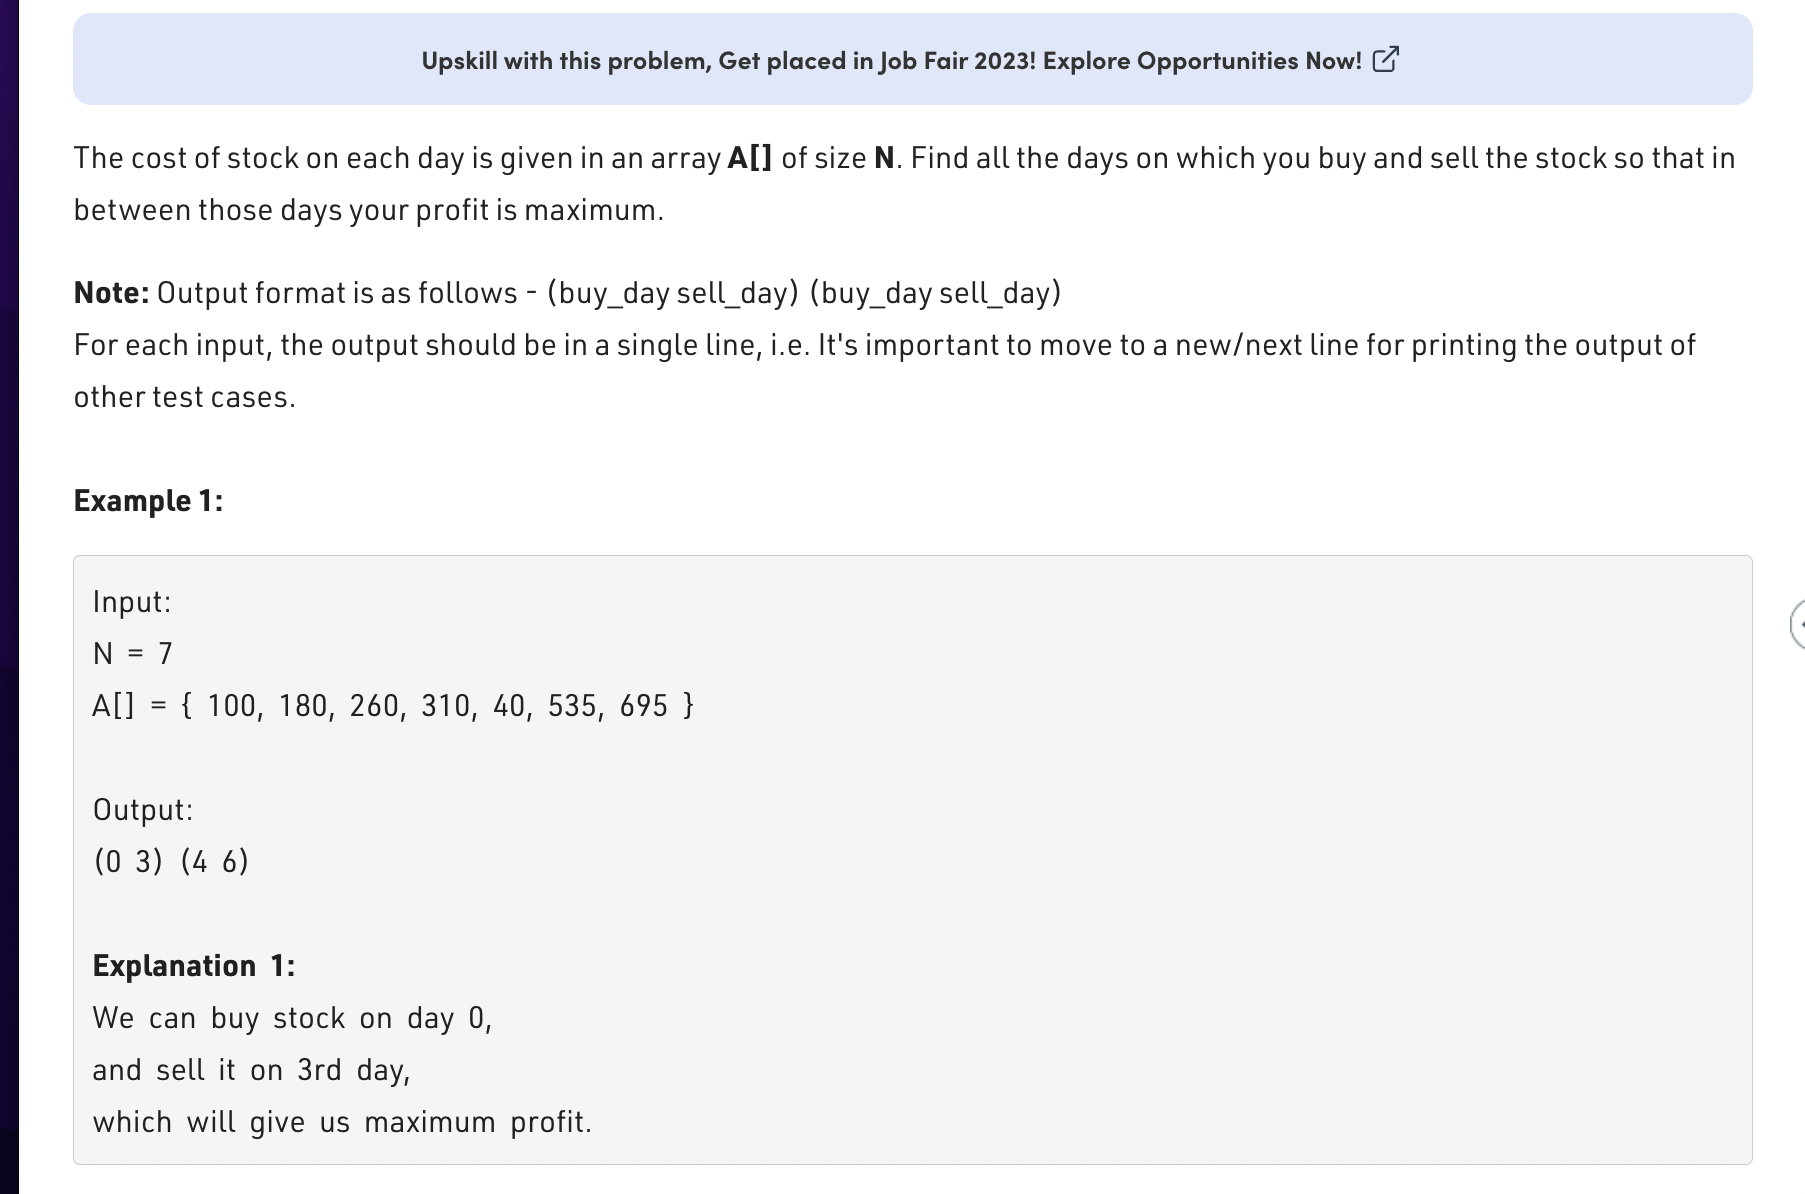 Upskill with this problem, Get placed in Job Fair 2023! Explore Opportunities Now!
The cost of stock on each day is given in an array A[] of size N. Find all the days on which you buy and sell the stock so that in
between those days your profit is maximum.
Note: Output format is as follows - (buy_day sell_day) (buy_day sell_day)
For each input, the output should be in a single line, i.e. It's important to move to a new/next line for printing the output of
other test cases.
Example 1:
Input:
N = 7
A[] = { 100, 180, 260, 310, 40, 535, 695 }
Output:
(0 3) (4 6)
Explanation 1:
We can buy stock on day 0,
and sell it on 3rd day,
which will give us maximum profit.